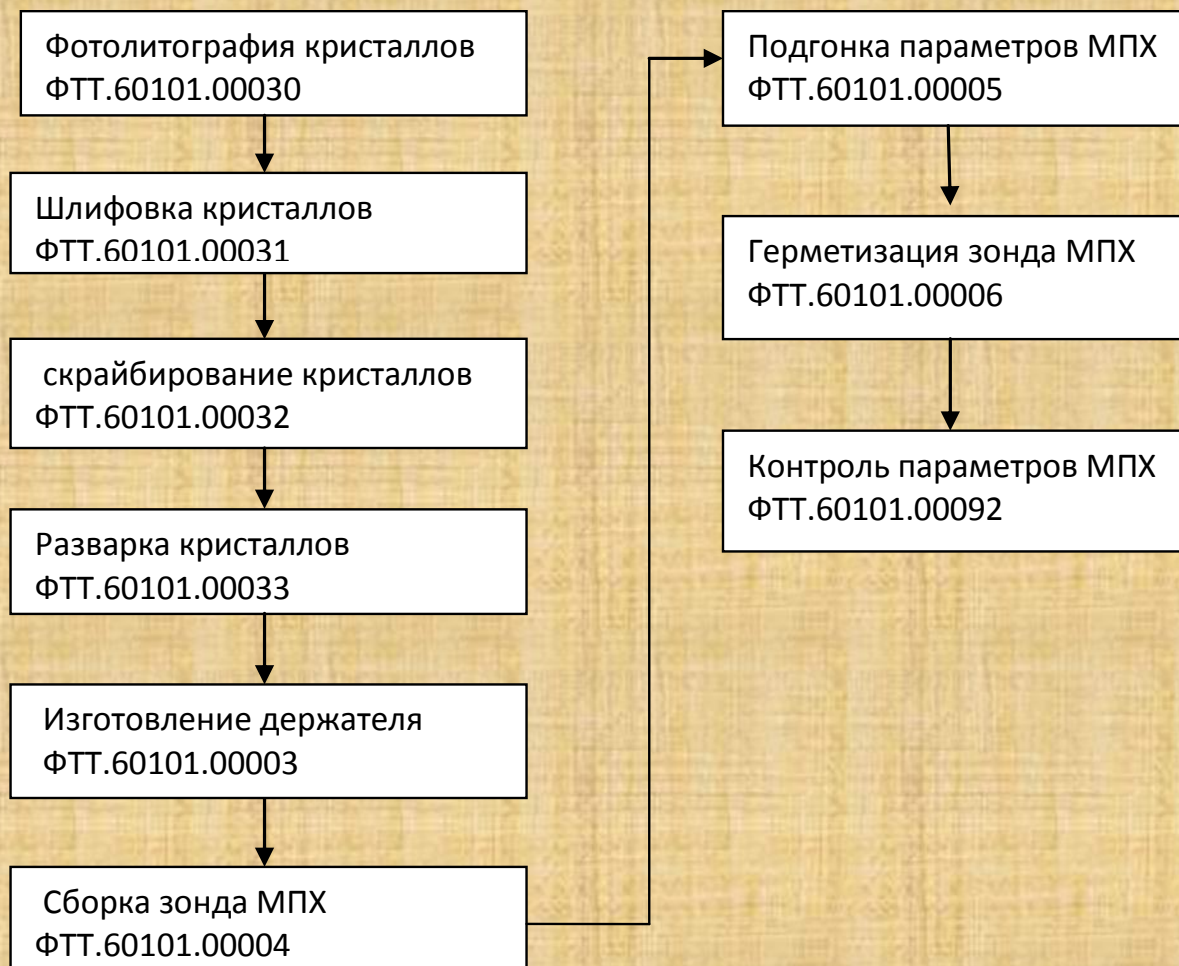 Фотолитография кристаллов
ФТТ.60101.00030
Шлифовка кристаллов
ФТТ.60101.00031
скрайбирование кристаллов
ФТТ.60101.00032
Разварка кристаллов
ФТТ.60101.00033
Изготовление держателя
ФТТ.60101.00003
Сборка зонда МПХ
ФТТ.60101.00004
Подгонка параметров МПХ
ФТТ.60101.00005
Герметизация зонда МПХ
ФТТ.60101.00006
Контроль параметров МПХ
ФТТ.60101.00092